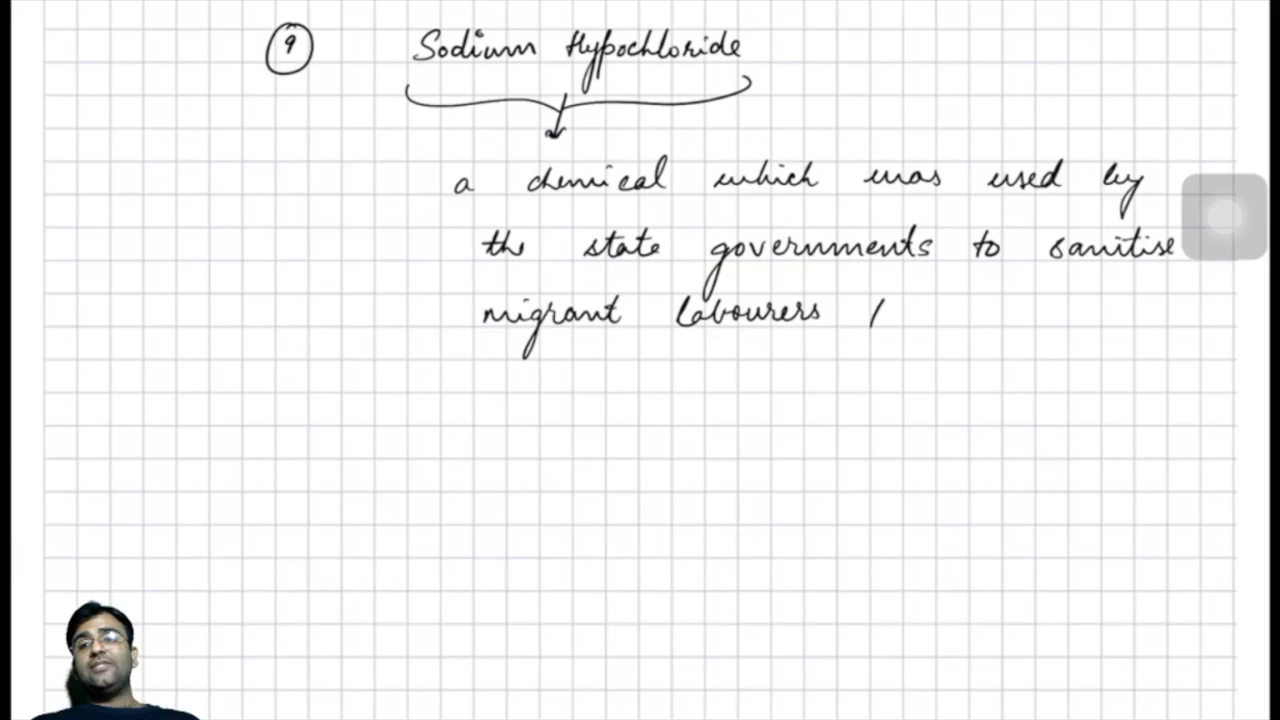 9 Sodium Hypochloride
a chemical which was used by
the state governments to sanitise
migrant labourers /